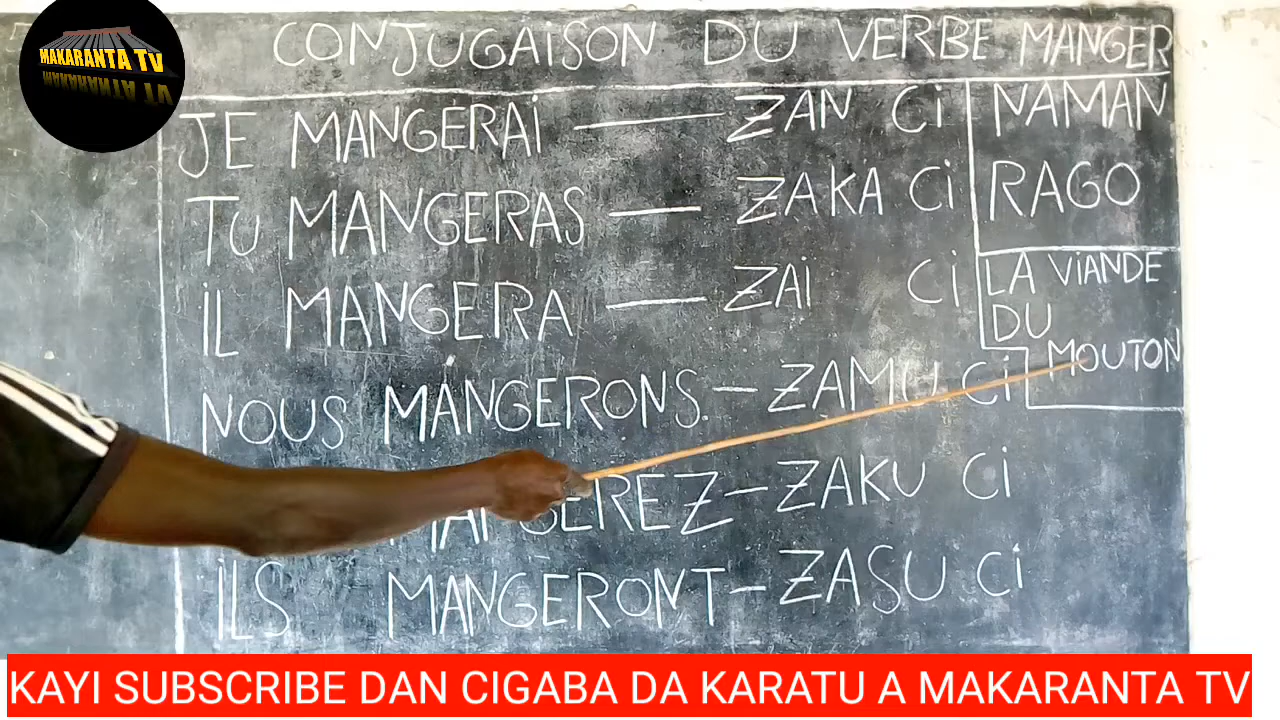 MAKARANTA TV
CONJUGAISON DU VERBE MANGER
JE MANGERAI — ZAN Ci
TU MANGERAS — ZAKA Ci
iL MANGERA — ZAi Ci
NOUS MANGERONS — ZAMU Ci
EREZ — ZAKU Ci
iLS MANGERONT — ZASU Ci
NAMAN
RAGO
LA ViANDE
DU
MOUTON
KAYI SUBSCRIBE DAN CIGABA DA KARATU A MAKARANTA TV